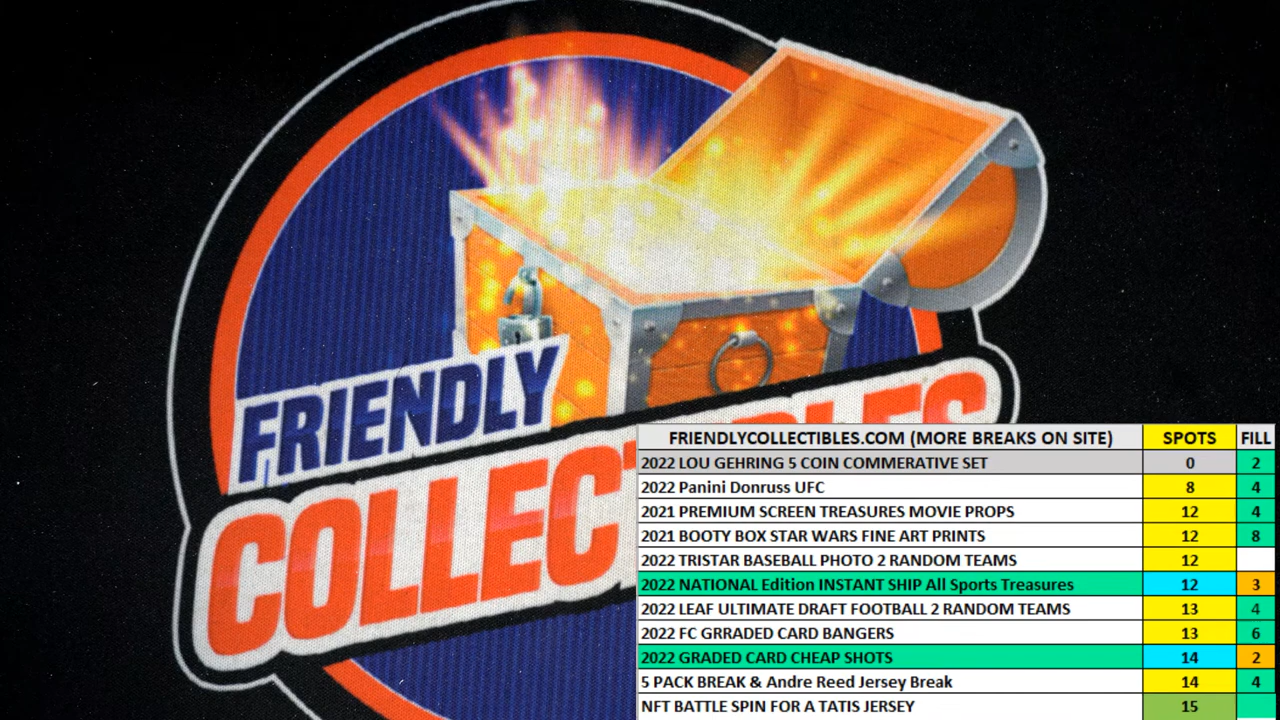 FRIENDLY
FRIENDLYCOLLECTIBLES.COM (MORE BREAKS ON SITE) SPOTS FILL
2022 LOU GEHRING 5 COIN COMMERATIVE SET 0 2
2022 Panini Donruss UFC 8 4
2021 PREMIUM SCREEN TREASURES MOVIE PROPS 12 4
2021 BOOTY BOX STAR WARS FINE ART PRINTS 12 8
2022 TRISTAR BASEBALL PHOTO 2 RANDOM TEAMS 12
2022 NATIONAL Edition INSTANT SHIP All Sports Treasures 12 3
2022 LEAF ULTIMATE DRAFT FOOTBALL 2 RANDOM TEAMS 13 4
2022 FC GRRADED CARD BANGERS 13 6
2022 GRADED CARD CHEAP SHOTS 14 2
5 PACK BREAK & Andre Reed Jersey Break 14 4
NFT BATTLE SPIN FOR A TATIS JERSEY 15